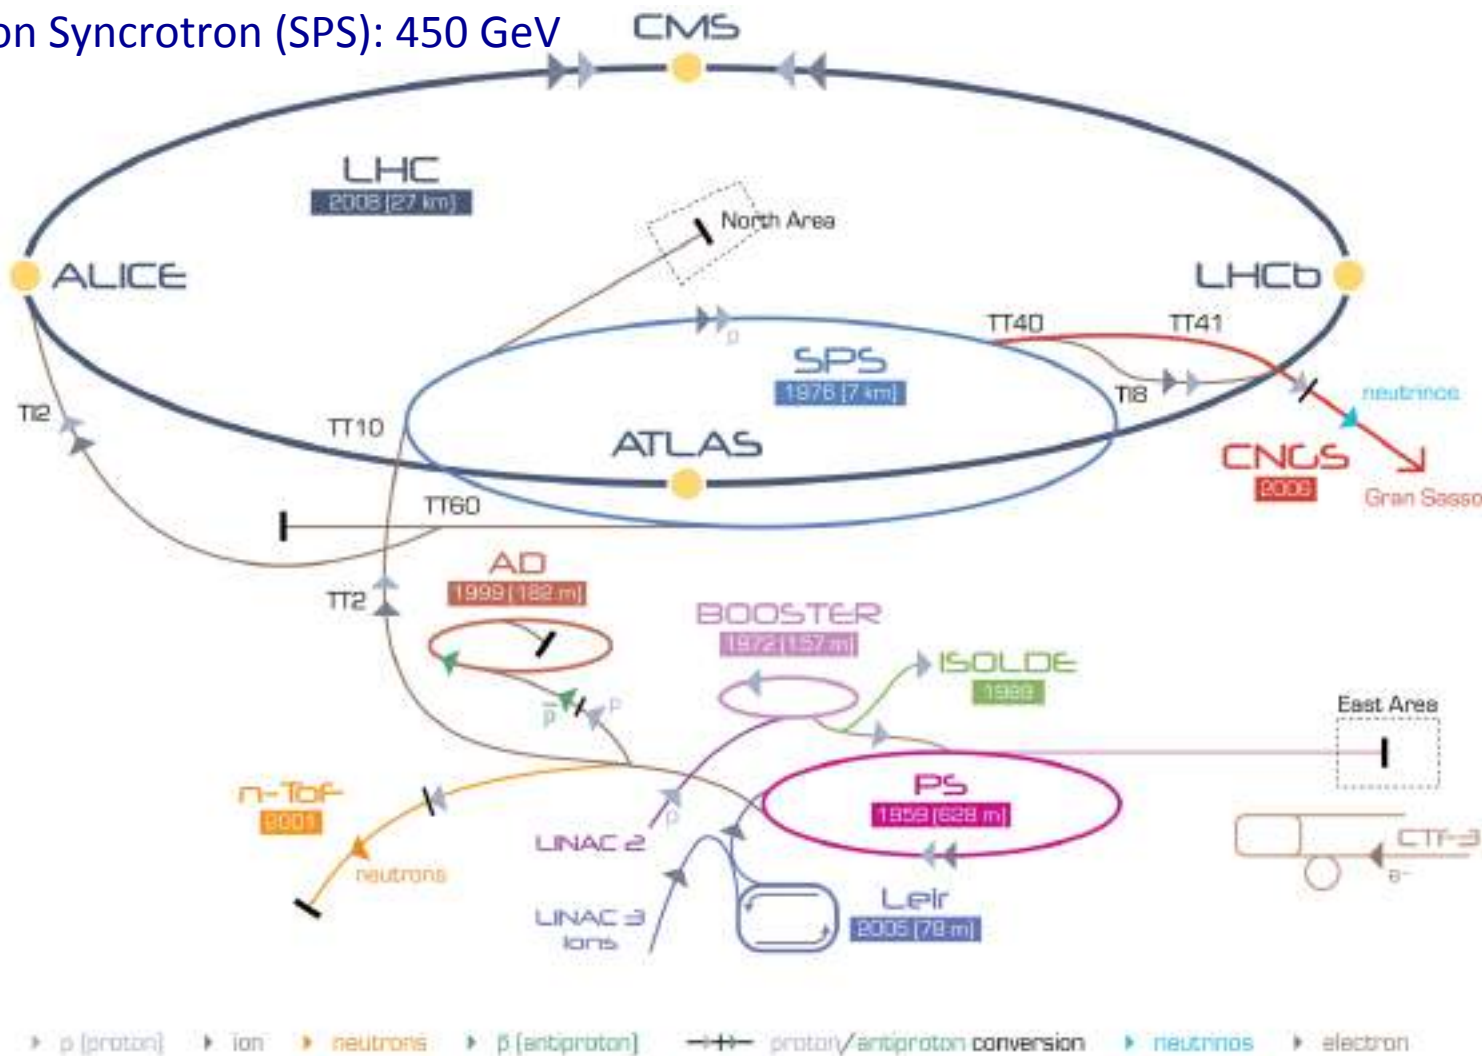 on Syncrotron (SPS): 450 GeV
CMS
LHC
2008 (27 km)
North Area
ALICE
LHCb
TT40
TT41
p
SPS
1976 (7 km)
TI8
neutrinos
TI2
TT10
ATLAS
CNGS
2006
Gran Sasso
TT60
AD
1999 (182 m)
TT2
BOOSTER
1972 (157 m)
ISOLDE
1989
p̅
p
East Area
n-ToF
2001
PS
1959 (628 m)
p
LINAC 2
neutrons
CTF-3
e-
LINAC 3
Ions
Leir
2005 (78 m)
p (proton) ion neutrons p̅ (antiproton) proton/antiproton conversion neutrinos electron